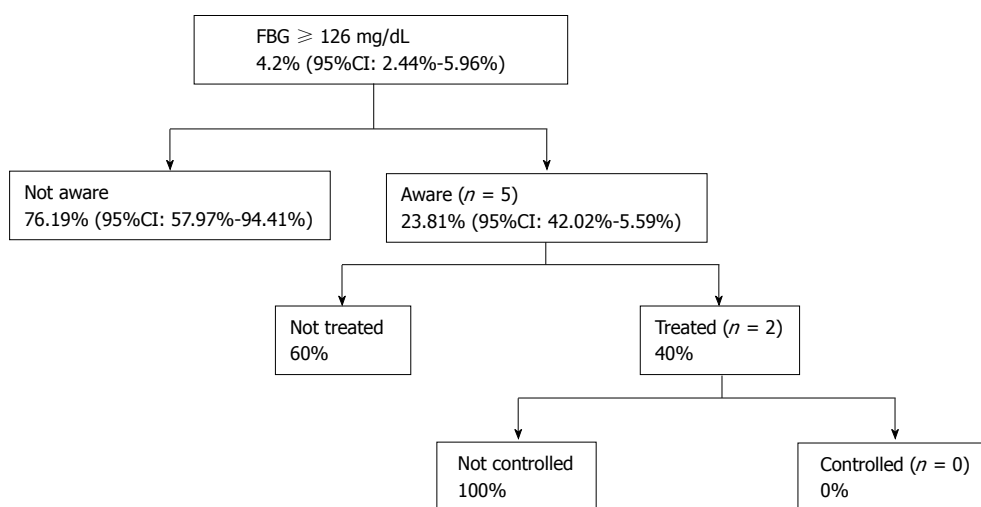 FBG ⩾ 126 mg/dL
4.2% (95%CI: 2.44%-5.96%)
Not aware
76.19% (95%CI: 57.97%-94.41%)
Aware (n = 5)
23.81% (95%CI: 42.02%-5.59%)
Not treated
60%
Treated (n = 2)
40%
Not controlled
100%
Controlled (n = 0)
0%